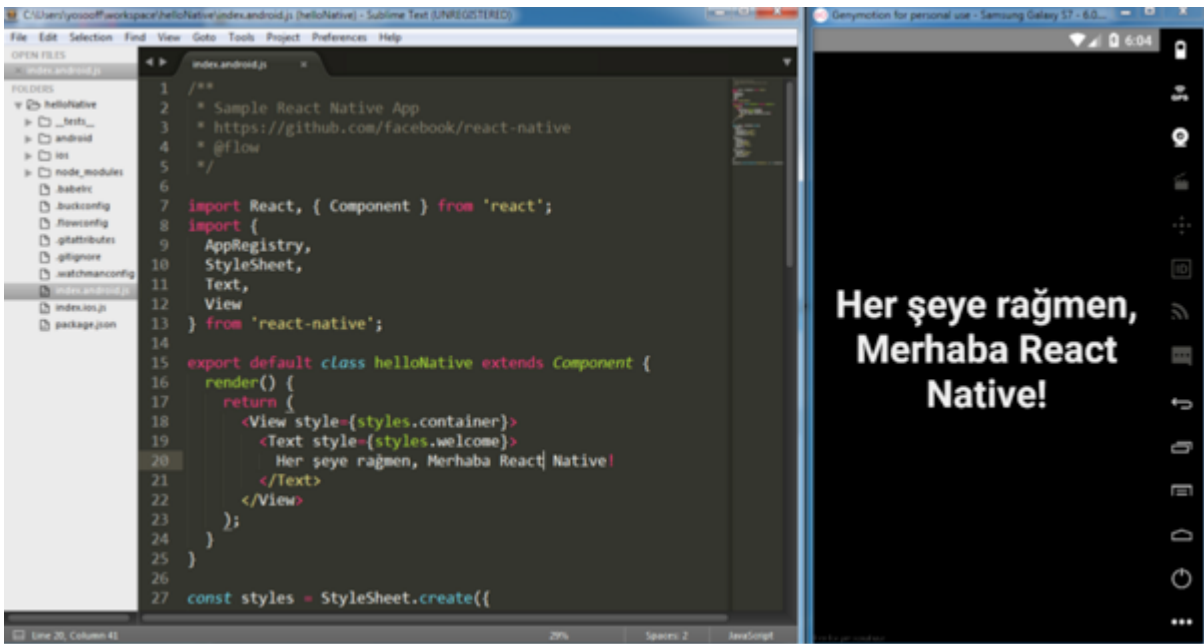 C:\Users\yosooff\workspace\helloNative\index.android.js (helloNative) - Sublime Text (UNREGISTERED)
File Edit Selection Find View Goto Tools Project Preferences Help
OPEN FILES
index.android.js
FOLDERS
helloNative
__tests__
android
ios
node_modules
.babelrc
.buckconfig
.flowconfig
.gitattributes
.gitignore
.watchmanconfig
index.android.js
index.ios.js
package.json
index.android.js
1 /**
2 * Sample React Native App
3 * https://github.com/facebook/react-native
4 * @flow
5 */
6
7 import React, { Component } from 'react';
8 import {
9 AppRegistry,
10 StyleSheet,
11 Text,
12 View
13 } from 'react-native';
14
15 export default class helloNative extends Component {
16 render() {
17 return (
18 <View style={styles.container}>
19 <Text style={styles.welcome}>
20 Her şeye rağmen, Merhaba React Native!
21 </Text>
22 </View>
23 );
24 }
25 }
26
27 const styles = StyleSheet.create({
Line 20, Column 41
29%
Spaces: 2
JavaScript
Genymotion for personal use - Samsung Galaxy S7 - 6.0...
6:04
GPS
ID
Her şeye rağmen,
Merhaba React
Native!